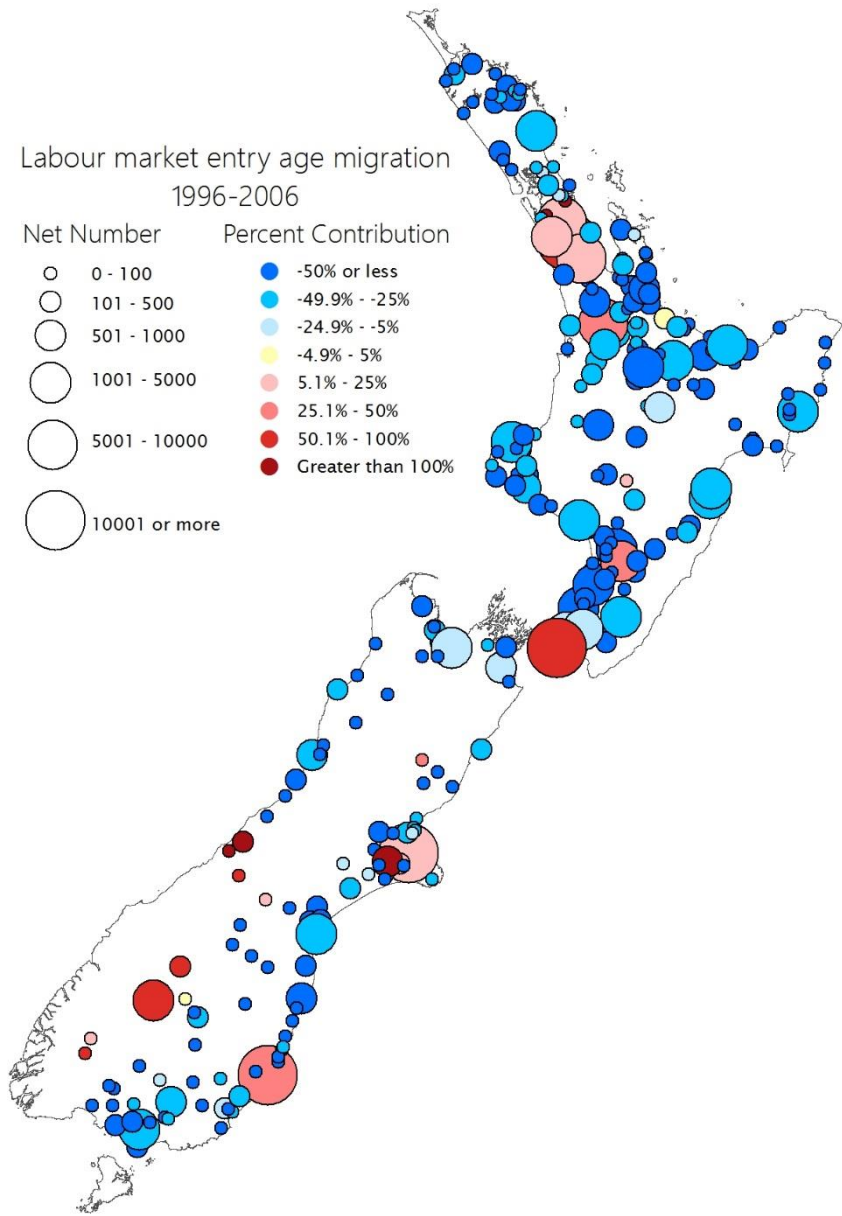 Labour market entry age migration
1996-2006
Net Number
0 - 100
101 - 500
501 - 1000
1001 - 5000
5001 - 10000
10001 or more
Percent Contribution
-50% or less
-49.9% - -25%
-24.9% - -5%
-4.9% - 5%
5.1% - 25%
25.1% - 50%
50.1% - 100%
Greater than 100%